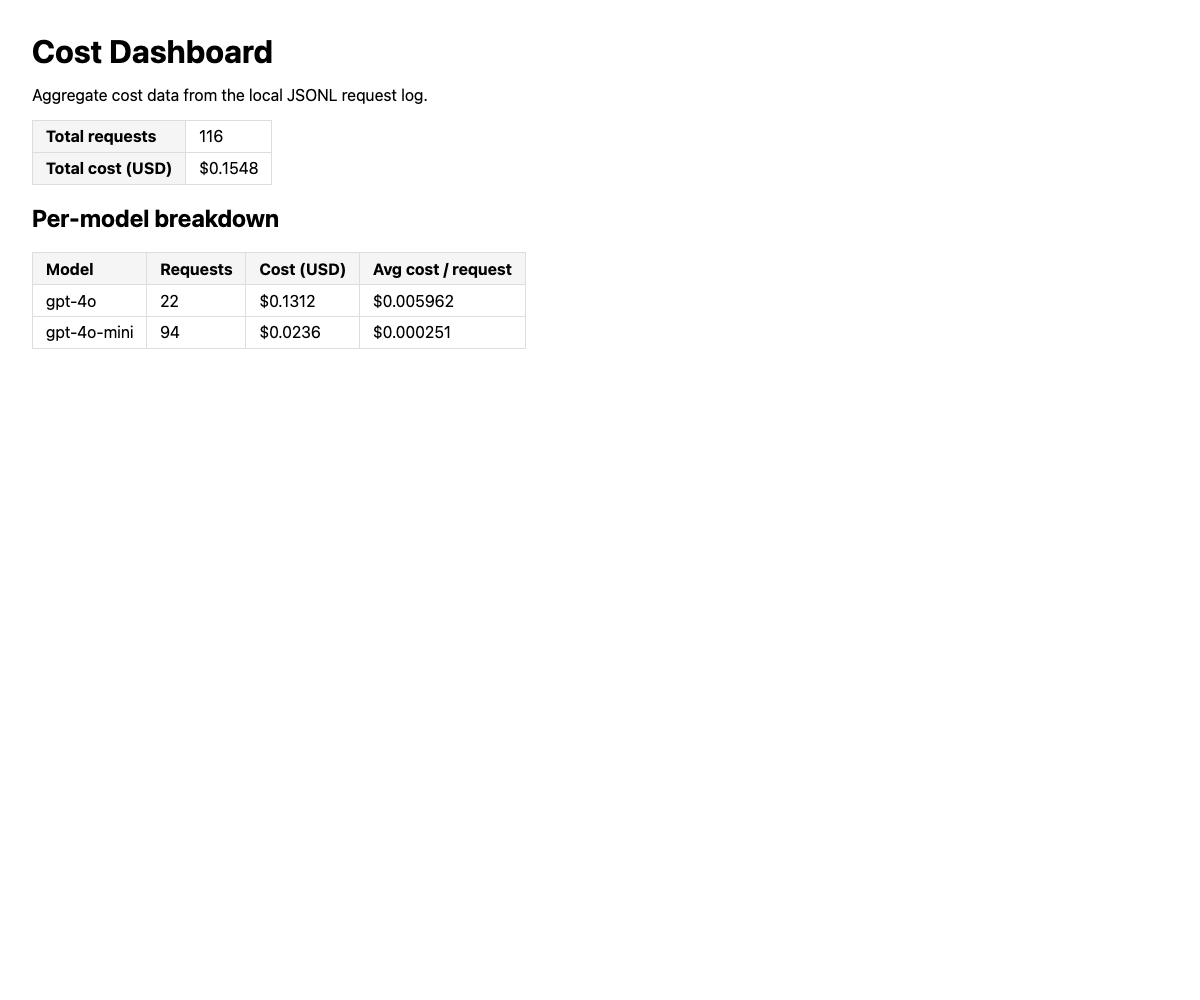 Cost Dashboard
Aggregate cost data from the local JSONL request log.
Total requests 116
Total cost (USD) $0.1548
Per-model breakdown
Model Requests Cost (USD) Avg cost / request
gpt-4o 22 $0.1312 $0.005962
gpt-4o-mini 94 $0.0236 $0.000251